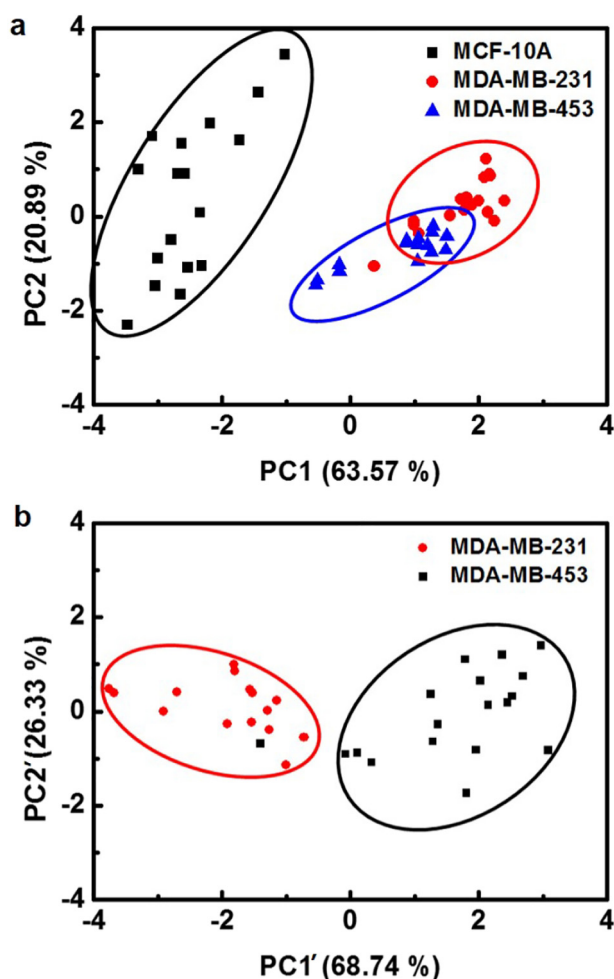 a
MCF-10A
MDA-MB-231
MDA-MB-453
4
2
0
-2
-4
PC2 (20.89 %)
-4
-2
0
2
4
PC1 (63.57 %)
b
MDA-MB-231
MDA-MB-453
4
2
0
-2
-4
PC2′(26.33 %)
-4
-2
0
2
4
PC1′ (68.74 %)